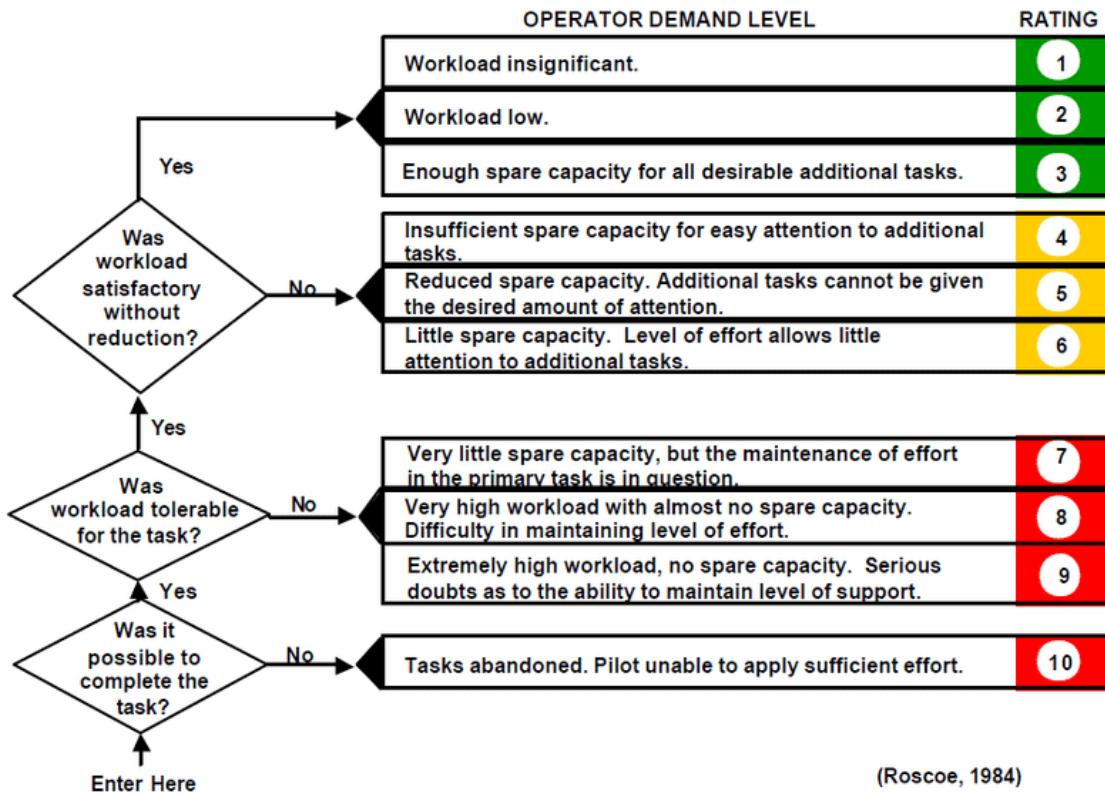 OPERATOR DEMAND LEVEL
RATING
Workload insignificant.
1
Workload low.
2
Enough spare capacity for all desirable additional tasks.
3
Yes
Was
workload
satisfactory
without
reduction?
No
Insufficient spare capacity for easy attention to additional
tasks.
4
Reduced spare capacity. Additional tasks cannot be given
the desired amount of attention.
5
Little spare capacity. Level of effort allows little
attention to additional tasks.
6
Yes
Was
workload tolerable
for the task?
No
Very little spare capacity, but the maintenance of effort
in the primary task is in question.
7
Very high workload with almost no spare capacity.
Difficulty in maintaining level of effort.
8
Extremely high workload, no spare capacity. Serious
doubts as to the ability to maintain level of support.
9
Yes
Was it
possible to
complete the
task?
No
Tasks abandoned. Pilot unable to apply sufficient effort.
10
Enter Here
(Roscoe, 1984)